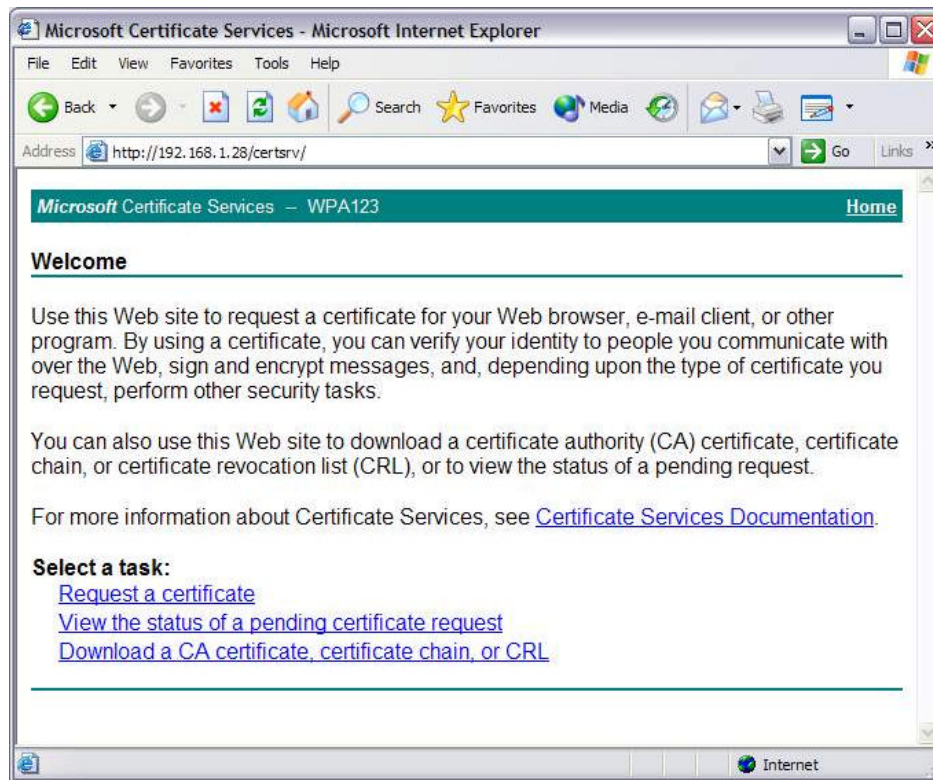 Microsoft Certificate Services - Microsoft Internet Explorer
File Edit View Favorites Tools Help
Back Search Favorites Media
Address http://192.168.1.28/certsrv/ Go Links »
Microsoft Certificate Services -- WPA123 Home
Welcome
Use this Web site to request a certificate for your Web browser, e-mail client, or other
program. By using a certificate, you can verify your identity to people you communicate with
over the Web, sign and encrypt messages, and, depending upon the type of certificate you
request, perform other security tasks.
You can also use this Web site to download a certificate authority (CA) certificate, certificate
chain, or certificate revocation list (CRL), or to view the status of a pending request.
For more information about Certificate Services, see Certificate Services Documentation.
Select a task:
Request a certificate
View the status of a pending certificate request
Download a CA certificate, certificate chain, or CRL
Internet